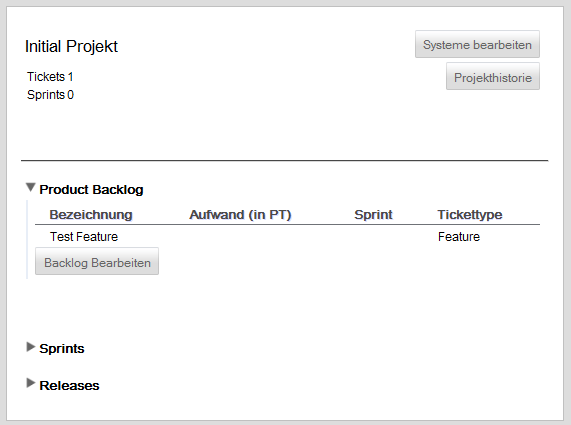 Initial Projekt
Systeme bearbeiten
Tickets 1
Projekthistorie
Sprints 0
Product Backlog
Bezeichnung Aufwand (in PT) Sprint Tickettype
Test Feature Feature
Backlog Bearbeiten
Sprints
Releases